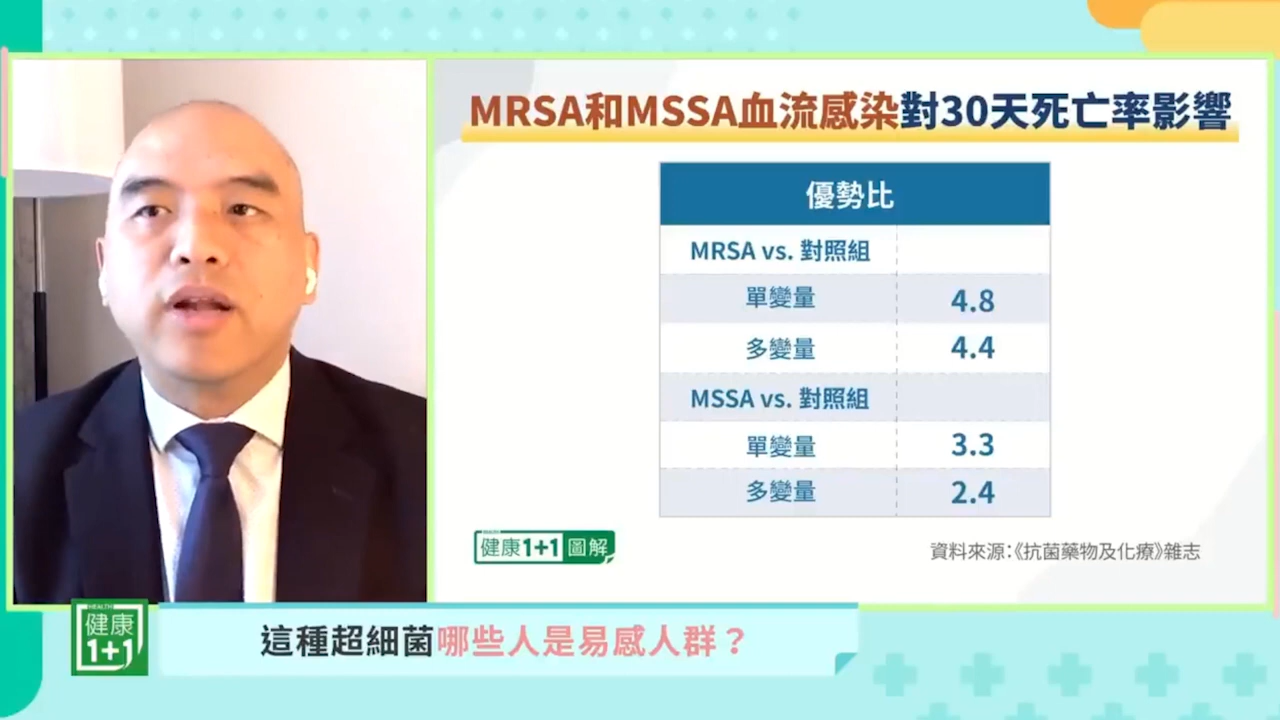 MRSA和MSSA血流感染對30天死亡率影響
優勢比
MRSA vs. 對照組
單變量 4.8
多變量 4.4
MSSA vs. 對照組
單變量 3.3
多變量 2.4
HEALTH
健康1+1圖解
資料來源:《抗菌藥物及化療》雜志
HEALTH
健康
1+1
這種超細菌哪些人是易感人群？